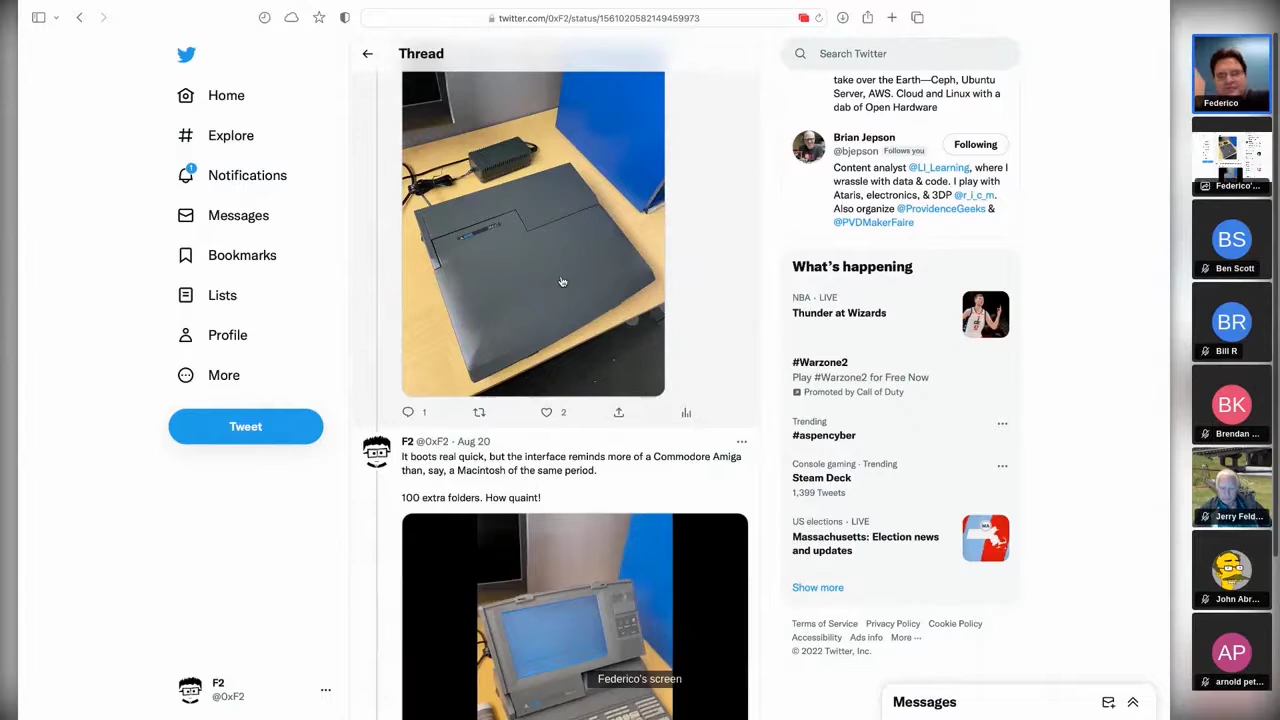 twitter.com/0xF2/status/1561020582149459973
Home
Explore
1
Notifications
Messages
Bookmarks
Lists
Profile
More
Tweet
F2
@0xF2
Thread
1
2
F2 @0xF2 · Aug 20
It boots real quick, but the interface reminds more of a Commodore Amiga
than, say, a Macintosh of the same period.
100 extra folders. How quaint!
Federico's screen
Search Twitter
take over the Earth—Ceph, Ubuntu
Server, AWS. Cloud and Linux with a
dab of Open Hardware
Brian Jepson
@bjepson Follows you
Following
Content analyst @LI_Learning, where I
wrassle with data & code. I play with
Ataris, electronics, & 3DP @r_i_c_m.
Also organize @ProvidenceGeeks &
@PVDMakerFaire
What's happening
NBA · LIVE
Thunder at Wizards
#Warzone2
Play #Warzone2 for Free Now
Promoted by Call of Duty
Trending
#aspencyber
Console gaming · Trending
Steam Deck
1,399 Tweets
US elections · LIVE
Massachusetts: Election news
and updates
Show more
Terms of Service Privacy Policy Cookie Policy
Accessibility Ads info More ···
© 2022 Twitter, Inc.
Messages
Federico
Federico'...
BS
Ben Scott
BR
Bill R
BK
Brendan ...
Jerry Feld...
John Abr...
AP
arnold pet...